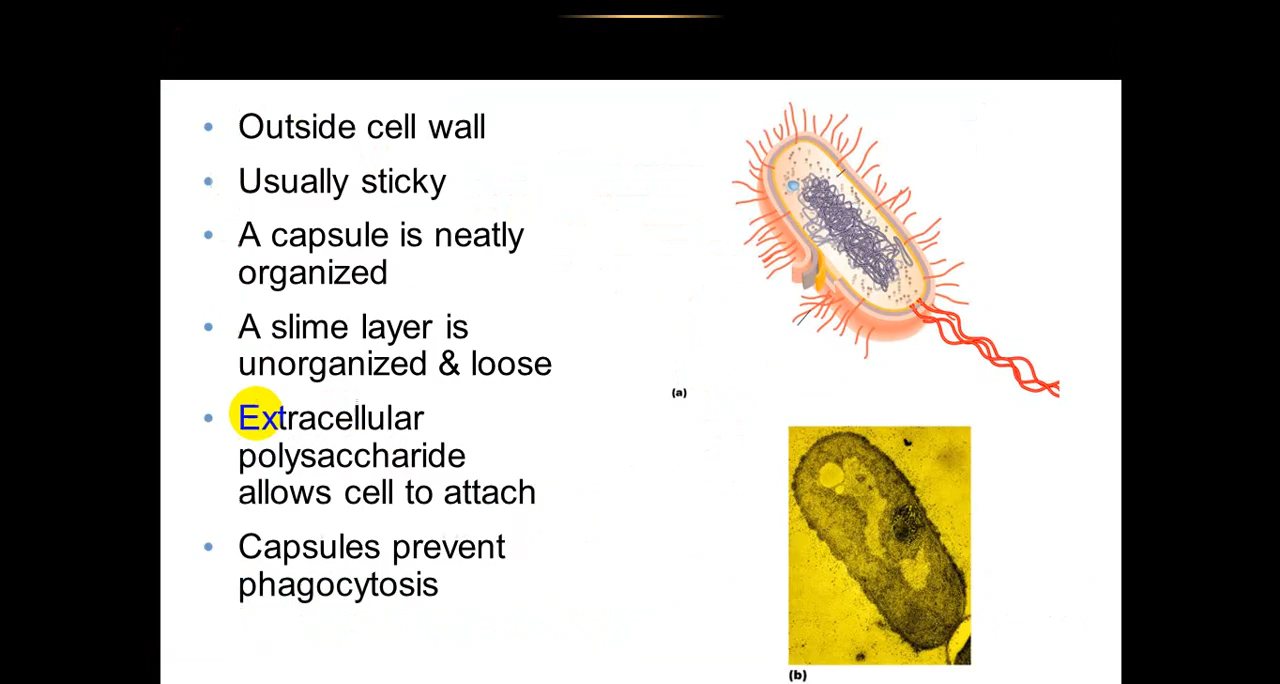 Outside cell wall
Usually sticky
A capsule is neatly
organized
A slime layer is
unorganized & loose
Extracellular
polysaccharide
allows cell to attach
Capsules prevent
phagocytosis
(a)
(b)